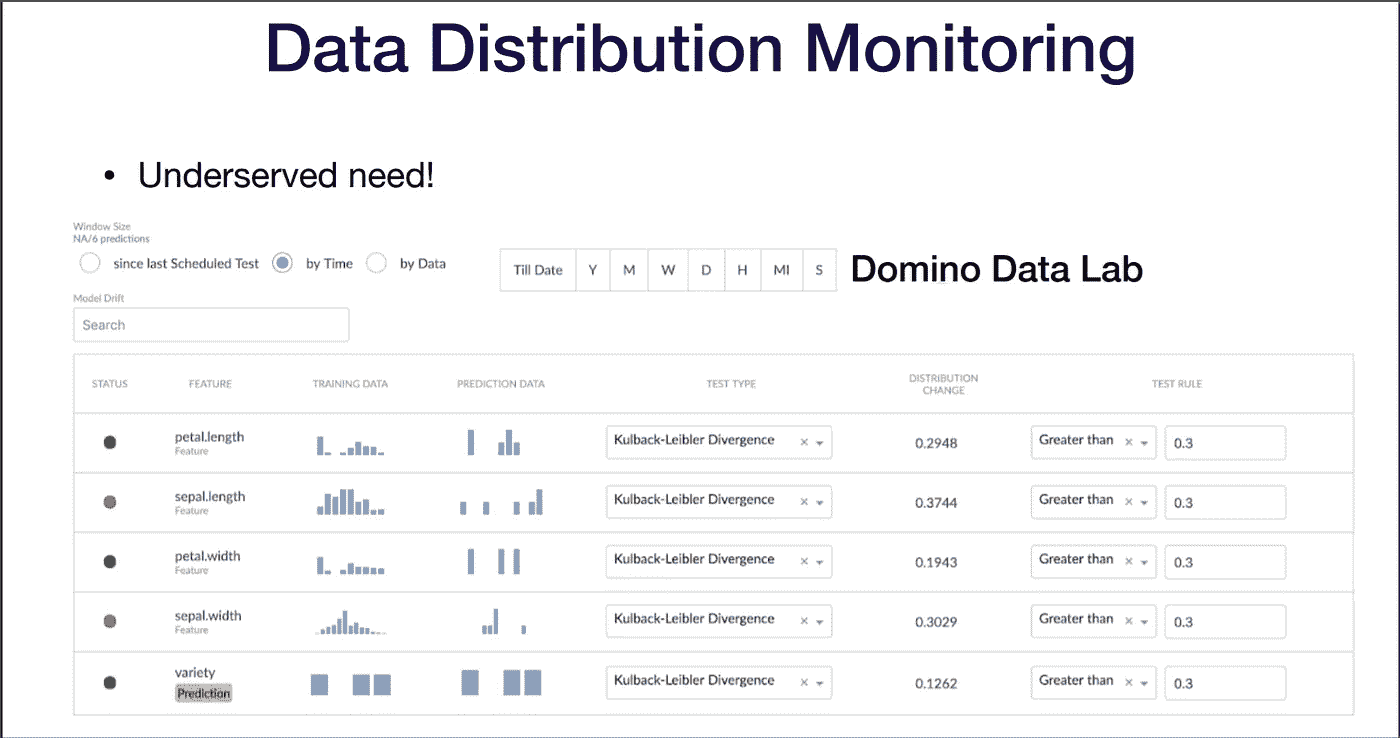 Data Distribution Monitoring
• Underserved need!
Window Size
NA/6 predictions
since last Scheduled Test by Time by Data
Till Date Y M W D H MI S
Domino Data Lab
Model Drift
Search
STATUS FEATURE TRAINING DATA PREDICTION DATA TEST TYPE DISTRIBUTION CHANGE TEST RULE
petal.length Kulback-Leibler Divergence × 0.2948 Greater than × 0.3
Feature
sepal.length Kulback-Leibler Divergence × 0.3744 Greater than × 0.3
Feature
petal.width Kulback-Leibler Divergence × 0.1943 Greater than × 0.3
Feature
sepal.width Kulback-Leibler Divergence × 0.3029 Greater than × 0.3
Feature
variety Kulback-Leibler Divergence × 0.1262 Greater than × 0.3
Prediction